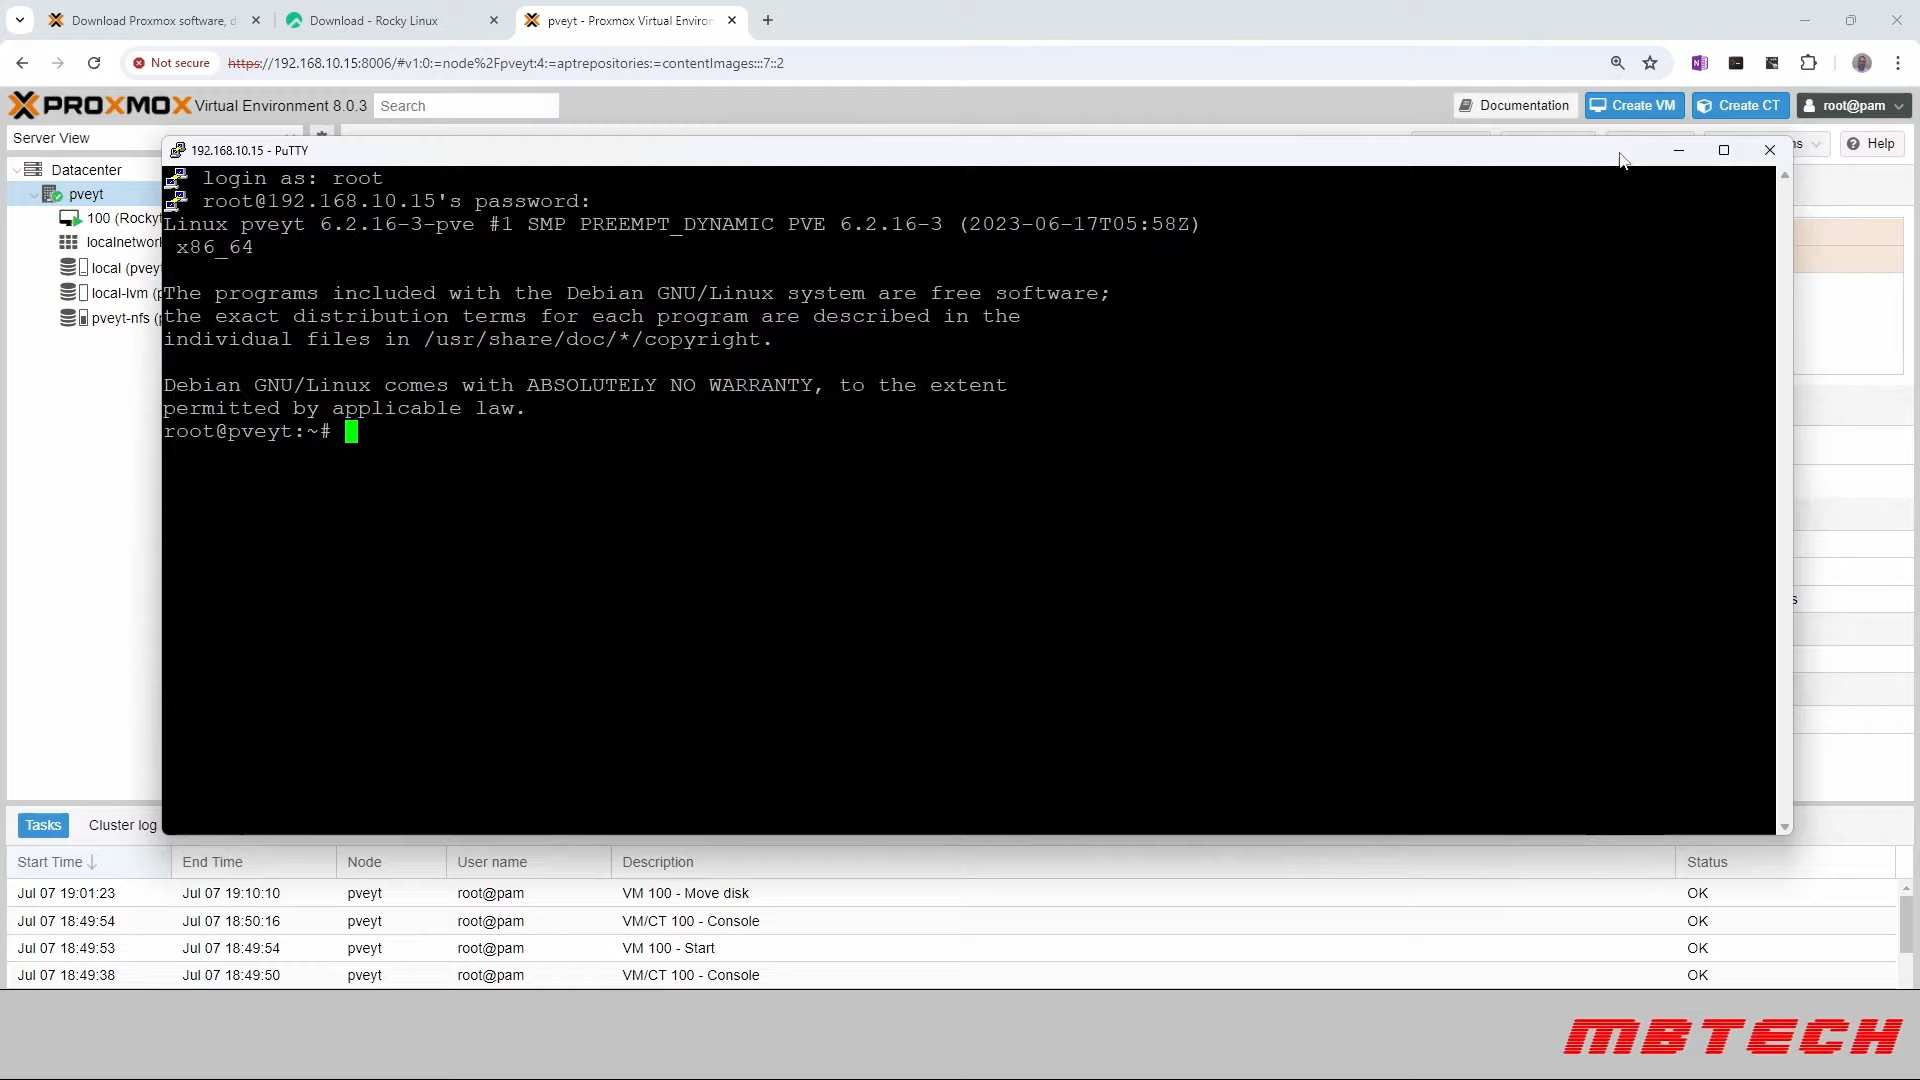 Download Proxmox software, d
Download - Rocky Linux
pveyt - Proxmox Virtual Environ
Not secure
https://192.168.10.15:8006/#v1:0:=node%2Fpveyt:4:=aptrepositories:=contentImages:::7::2
PROXMOX Virtual Environment 8.0.3
Search
Documentation
Create VM
Create CT
root@pam
Server View
Help
192.168.10.15 - PuTTY
Datacenter
pveyt
100 (Rockyt
localnetwork
local (pveyt
local-lvm (p
pveyt-nfs (p
login as: root
root@192.168.10.15's password:
Linux pveyt 6.2.16-3-pve #1 SMP PREEMPT_DYNAMIC PVE 6.2.16-3 (2023-06-17T05:58Z)
x86_64
The programs included with the Debian GNU/Linux system are free software;
the exact distribution terms for each program are described in the
individual files in /usr/share/doc/*/copyright.
Debian GNU/Linux comes with ABSOLUTELY NO WARRANTY, to the extent
permitted by applicable law.
root@pveyt:~#
Tasks
Cluster log
Start Time
End Time
Node
User name
Description
Status
Jul 07 19:01:23 Jul 07 19:10:10 pveyt root@pam VM 100 - Move disk OK
Jul 07 18:49:54 Jul 07 18:50:16 pveyt root@pam VM/CT 100 - Console OK
Jul 07 18:49:53 Jul 07 18:49:54 pveyt root@pam VM 100 - Start OK
Jul 07 18:49:38 Jul 07 18:49:50 pveyt root@pam VM/CT 100 - Console OK
MBTECH